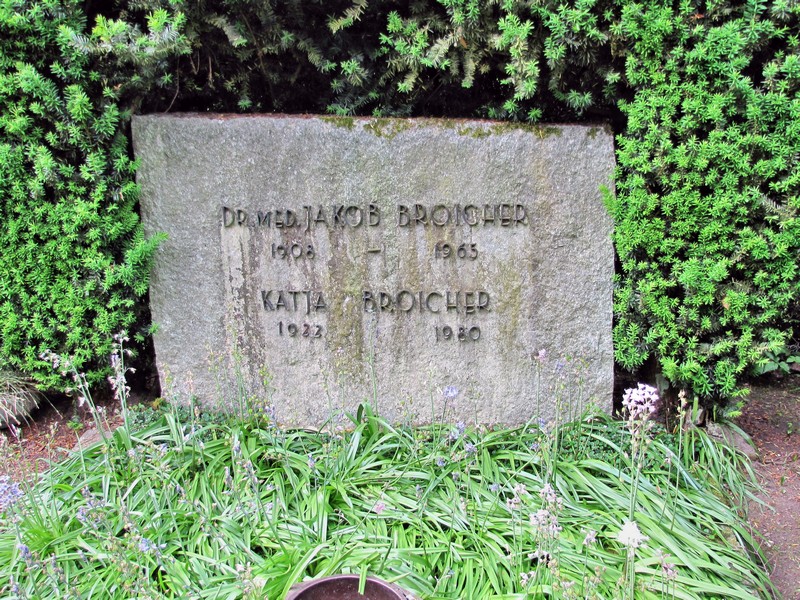 DR. MED. JAKOB BROICHER
1908 – 1965
KATJA BROICHER
1922 1980